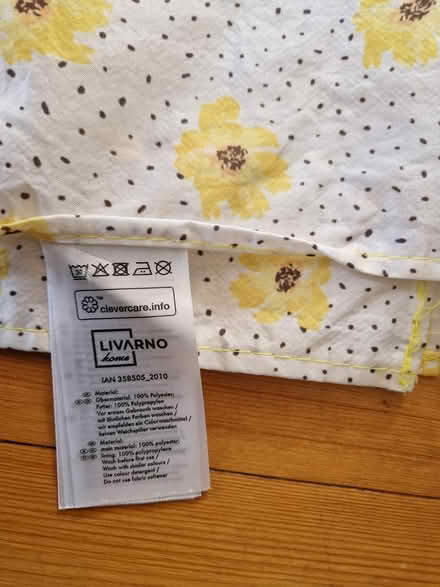 clevercare.info
LIVARNO
home
IAN 358505_2010
Material:
Obermaterial: 100% Polyester,
Futter: 100% Polypropylen
Vor erstem Gebrauch waschen /
mit ähnlichen Farben waschen /
wir empfehlen ein Colorwaschmittel /
keinen Weichspüler verwenden
Material:
main material: 100% polyester,
lining: 100% polypropylene
Wash before first use /
Wash with similar colours /
Use colour detergent /
Do not use fabric softener